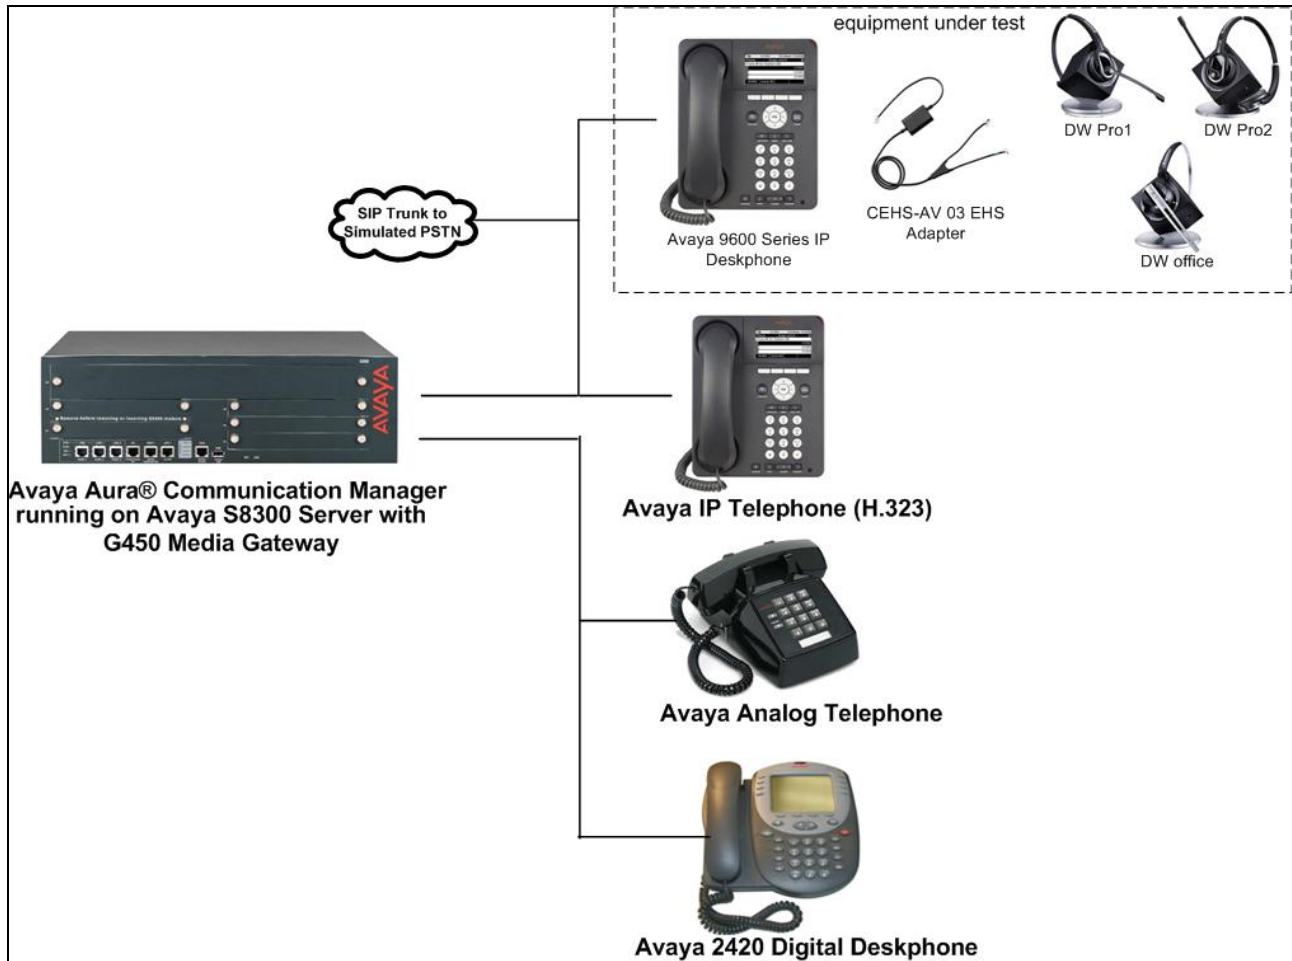 equipment under test
DW Pro1
DW Pro2
CEHS-AV 03 EHS
Adapter
Avaya 9600 Series IP
Deskphone
DW office
SIP Trunk to
Simulated PSTN
AVAYA
Avaya Aura® Communication Manager
running on Avaya S8300 Server with
G450 Media Gateway
Avaya IP Telephone (H.323)
Avaya Analog Telephone
Avaya 2420 Digital Deskphone